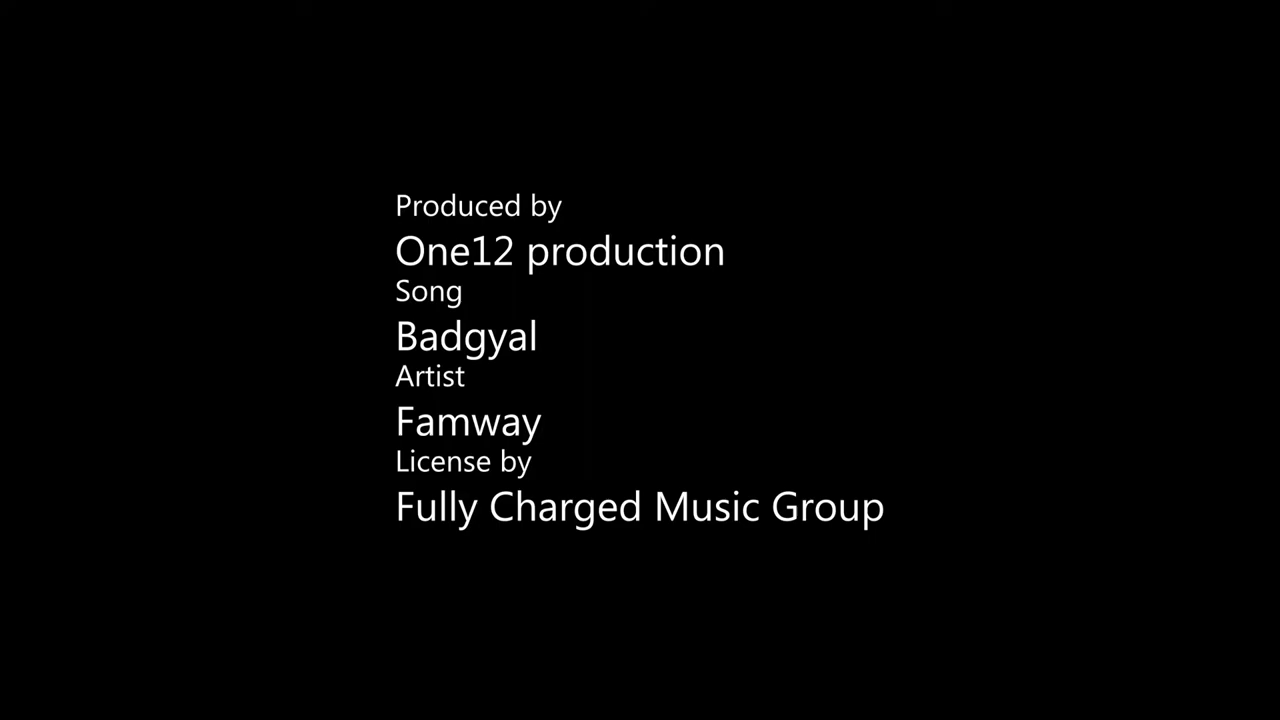 Produced by
One12 production
Song
Badgyal
Artist
Famway
License by
Fully Charged Music Group